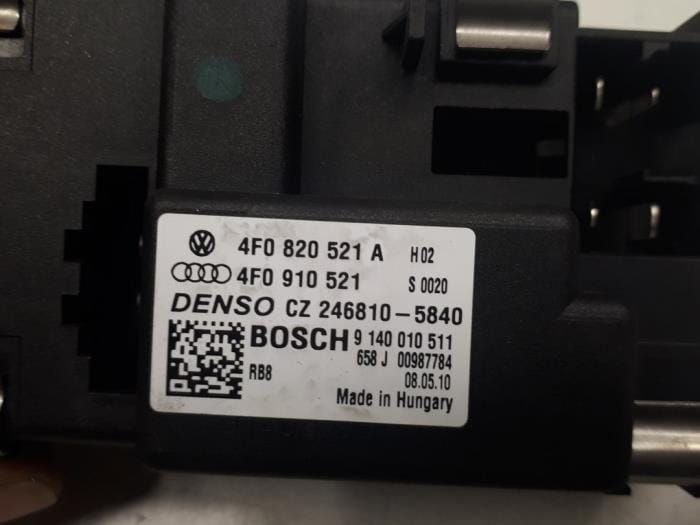 4F0 820 521 A H02
4F0 910 521 S 0020
DENSO CZ 246810-5840
BOSCH 9 140 010 511
658 J 00987784
RB8 08.05.10
Made in Hungary